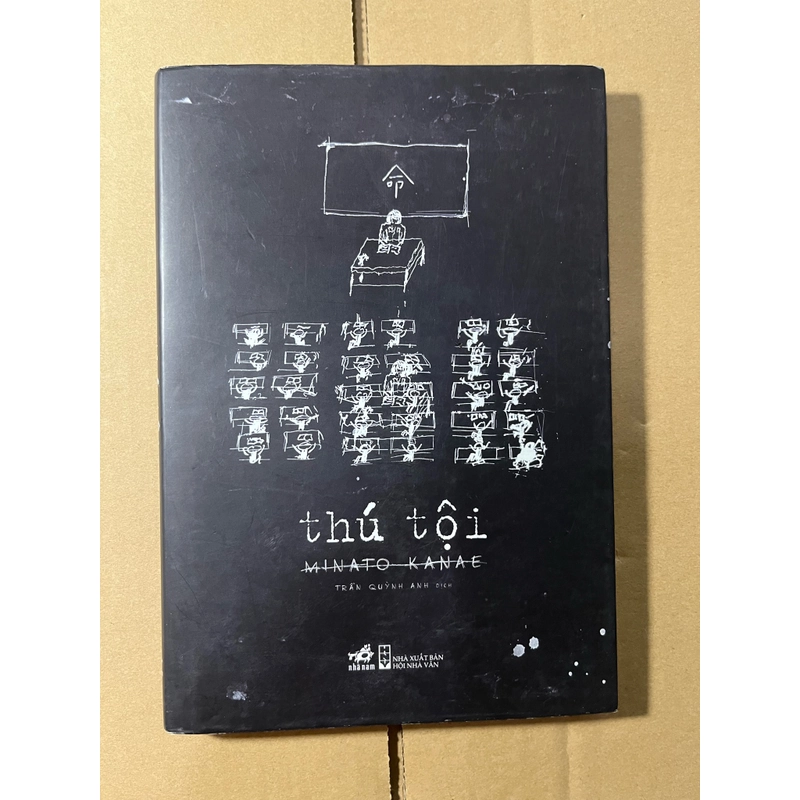 命
thú tội
MINATO KANAE
TRẦN QUỲNH ANH DỊCH
nhã nam
NHÀ XUẤT BẢN
HỘI NHÀ VĂN